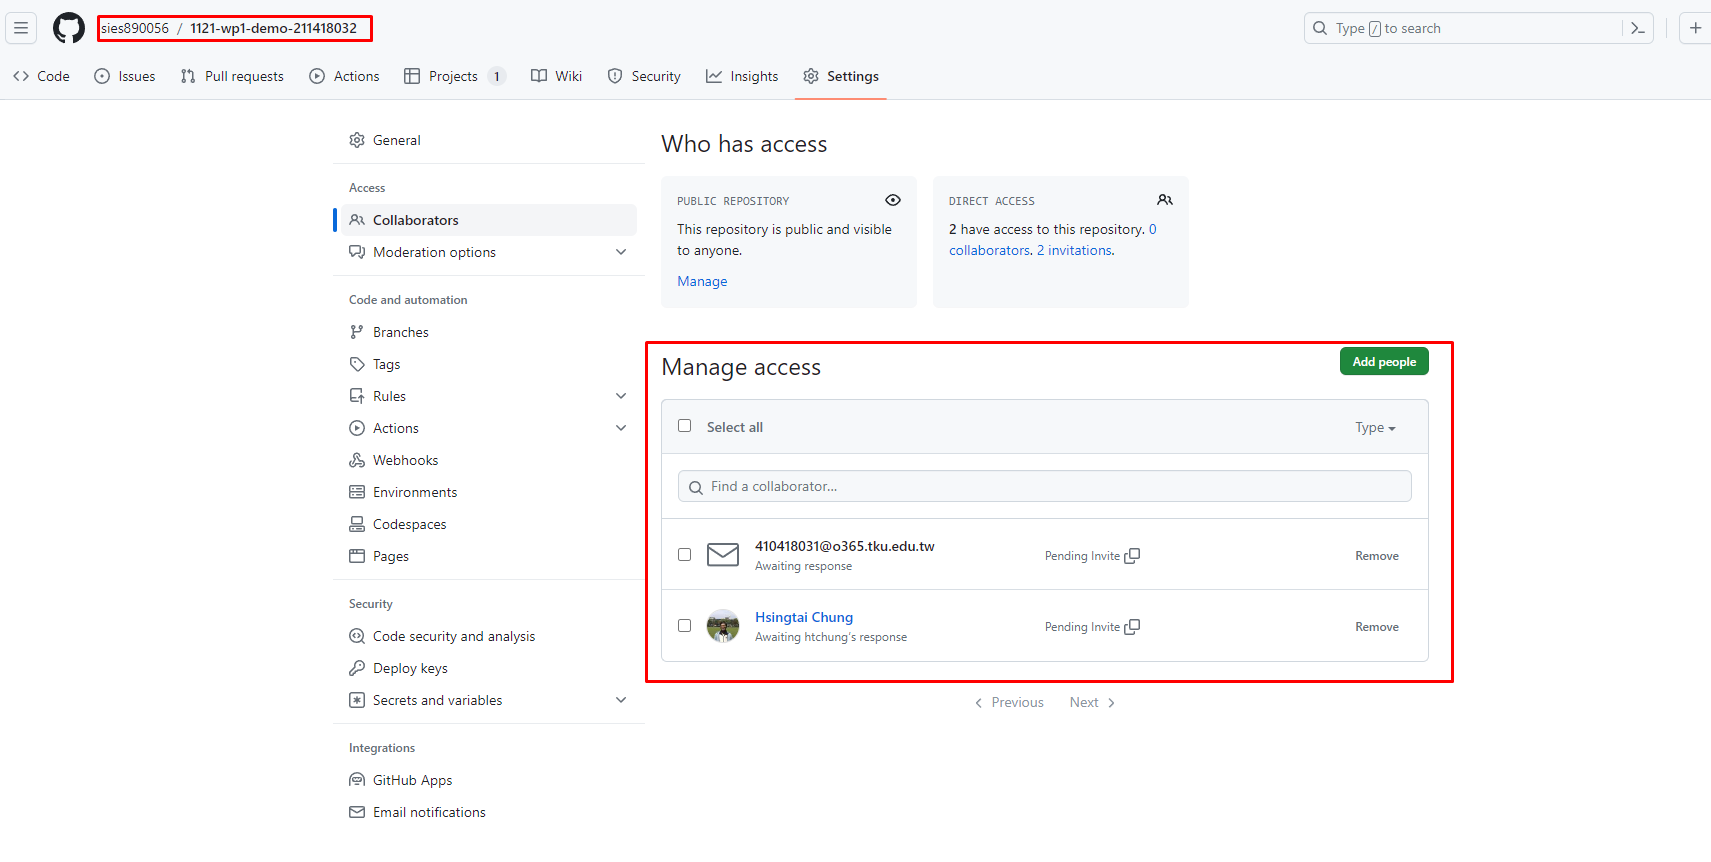 sies890056 / 1121-wp1-demo-211418032
Type / to search
Code
Issues
Pull requests
Actions
Projects 1
Wiki
Security
Insights
Settings
General
Access
Collaborators
Moderation options
Code and automation
Branches
Tags
Rules
Actions
Webhooks
Environments
Codespaces
Pages
Security
Code security and analysis
Deploy keys
Secrets and variables
Integrations
GitHub Apps
Email notifications
Who has access
PUBLIC REPOSITORY
This repository is public and visible
to anyone.
Manage
DIRECT ACCESS
2 have access to this repository. 0
collaborators. 2 invitations.
Manage access
Add people
Select all
Type
Find a collaborator...
410418031@o365.tku.edu.tw
Awaiting response
Pending Invite
Remove
Hsingtai Chung
Awaiting htchung's response
Pending Invite
Remove
Previous
Next